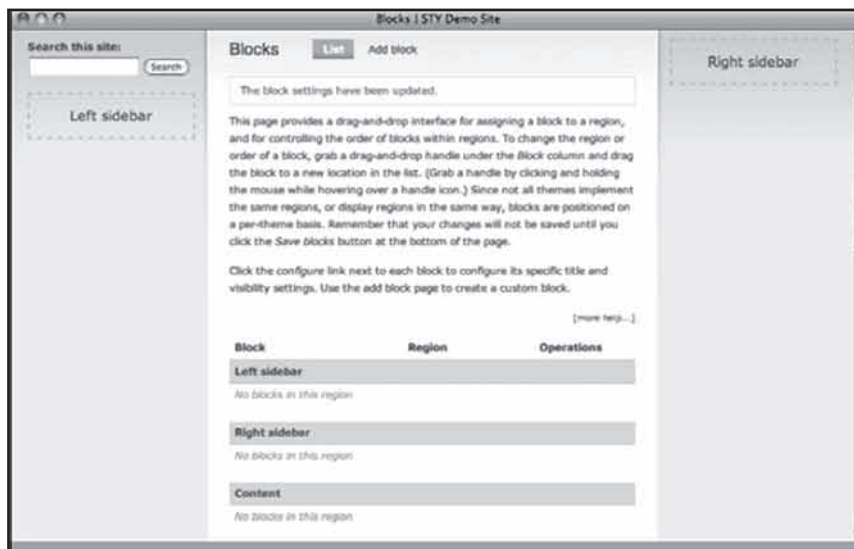 Blocks | STY Demo Site
Search this site:
Search
Left sidebar
Blocks
List
Add block
The block settings have been updated.
This page provides a drag-and-drop interface for assigning a block to a region,
and for controlling the order of blocks within regions. To change the region or
order of a block, grab a drag-and-drop handle under the Block column and drag
the block to a new location in the list. (Grab a handle by clicking and holding
the mouse while hovering over a handle icon.) Since not all themes implement
the same regions, or display regions in the same way, blocks are positioned on
a per-theme basis. Remember that your changes will not be saved until you
click the Save blocks button at the bottom of the page.
Click the configure link next to each block to configure its specific title and
visibility settings. Use the add block page to create a custom block.
[more help...]
Block Region Operations
Left sidebar
No blocks in this region
Right sidebar
No blocks in this region
Content
No blocks in this region
Right sidebar